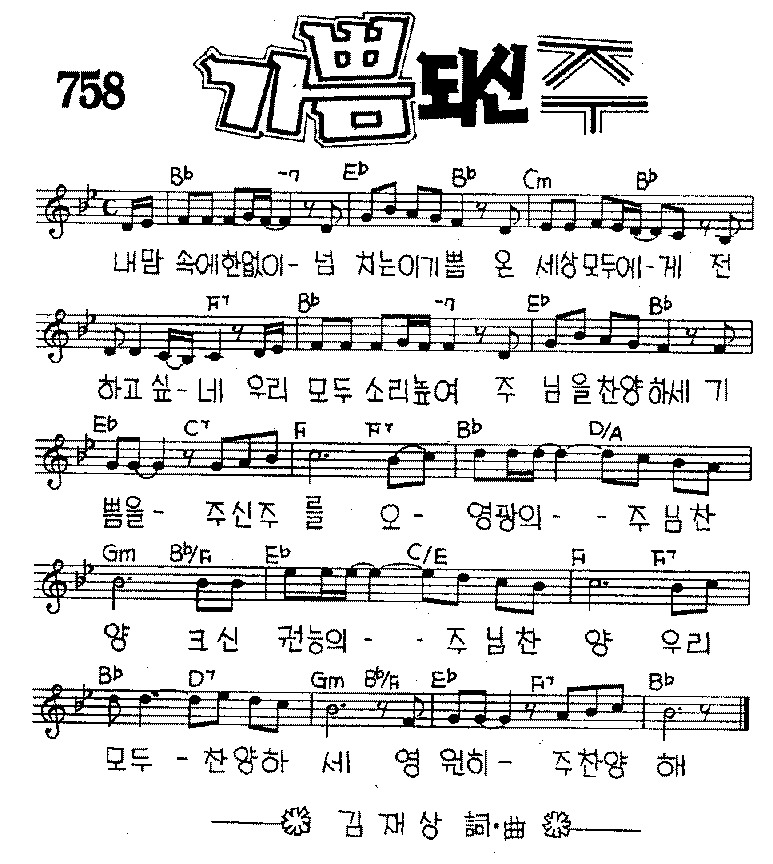 758 기쁨 되신 주
B♭ -7 E♭ B♭ Cm B♭
C
내맘 속에한없이- 넘 치는이기쁨 온 세상모두에-게 전
F7 B♭ -7 E♭ B♭
하고싶-네 우리 모두 소리높여 주 님을찬양하세 기
E♭ C7 F F7 B♭ D/A
쁨을- 주신주 를 오- 영광의- -주님찬
Gm B♭/F E♭ C/E F F7
양 크신 권능의- -주님찬 양 우리
B♭ D7 Gm B♭/F E♭ F7 B♭
모두 -찬양하 세 영 원히- 주찬양 해
김재상 詞·曲